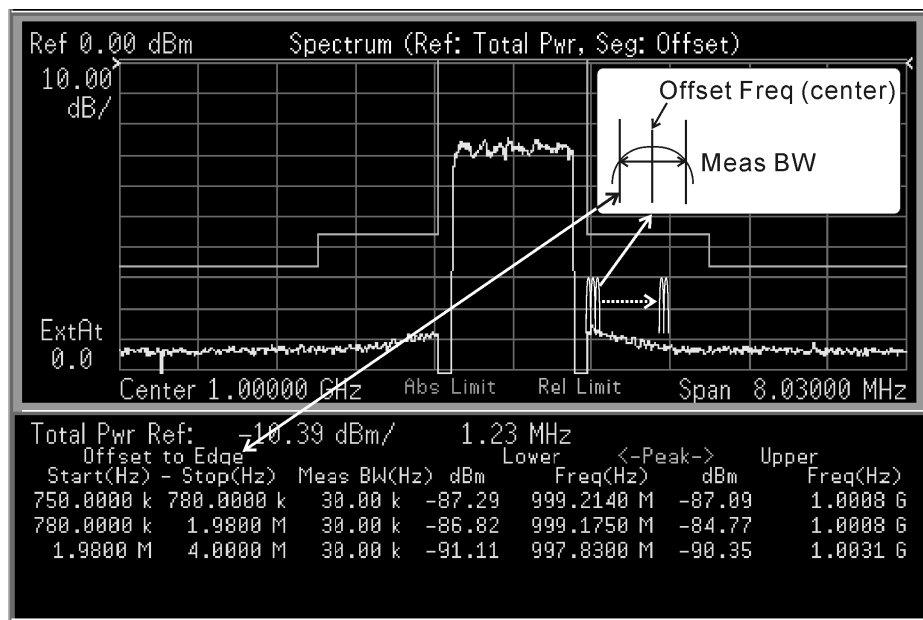 Ref 0.00 dBm Spectrum (Ref: Total Pwr, Seg: Offset)
10.00
dB/
Offset Freq (center)
Meas BW
ExtAt
0.0
Center 1.00000 GHz Abs Limit Rel Limit Span 8.03000 MHz
Total Pwr Ref: -10.39 dBm/ 1.23 MHz
Offset to Edge Lower <-Peak-> Upper
Start(Hz) - Stop(Hz) Meas BW(Hz) dBm Freq(Hz) dBm Freq(Hz)
750.0000 k 780.0000 k 30.00 k -87.29 999.2140 M -87.09 1.0008 G
780.0000 k 1.9800 M 30.00 k -86.82 999.1750 M -84.77 1.0008 G
1.9800 M 4.0000 M 30.00 k -91.11 997.8300 M -90.35 1.0031 G